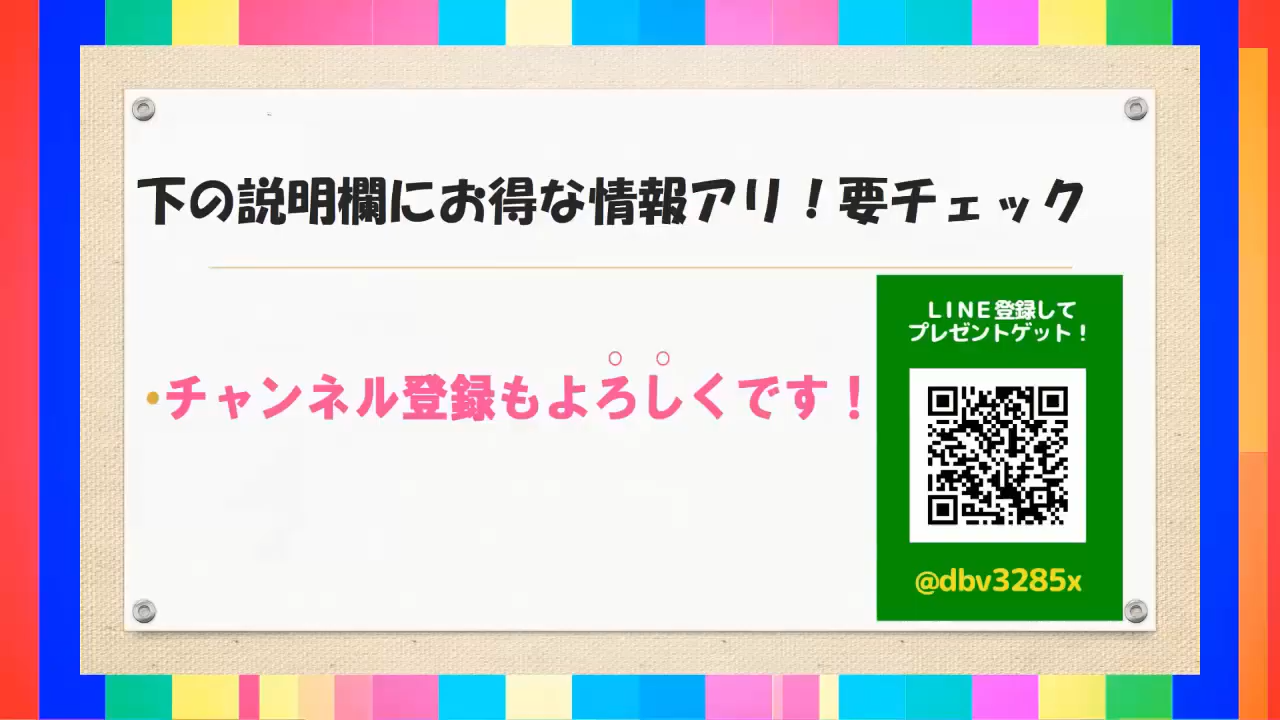 下の説明欄にお得な情報アリ！要チェック
•チャンネル登録もよろしくです！
LINE登録して
プレゼントゲット！
@dbv3285x